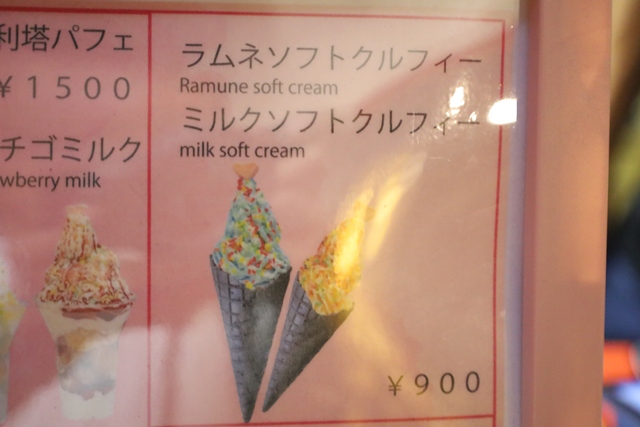 利塔パフェ
¥1500
チゴミルク
wberry milk
ラムネソフトクルフィー
Ramune soft cream
ミルクソフトクルフィー
milk soft cream
¥900